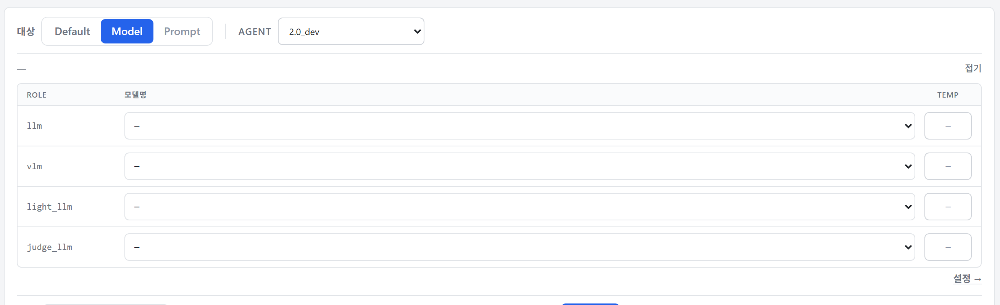 대상 Default Model Prompt AGENT 2.0_dev
— 접기
ROLE 모델명 TEMP
llm – –
vlm – –
light_llm – –
judge_llm – –
설정 →